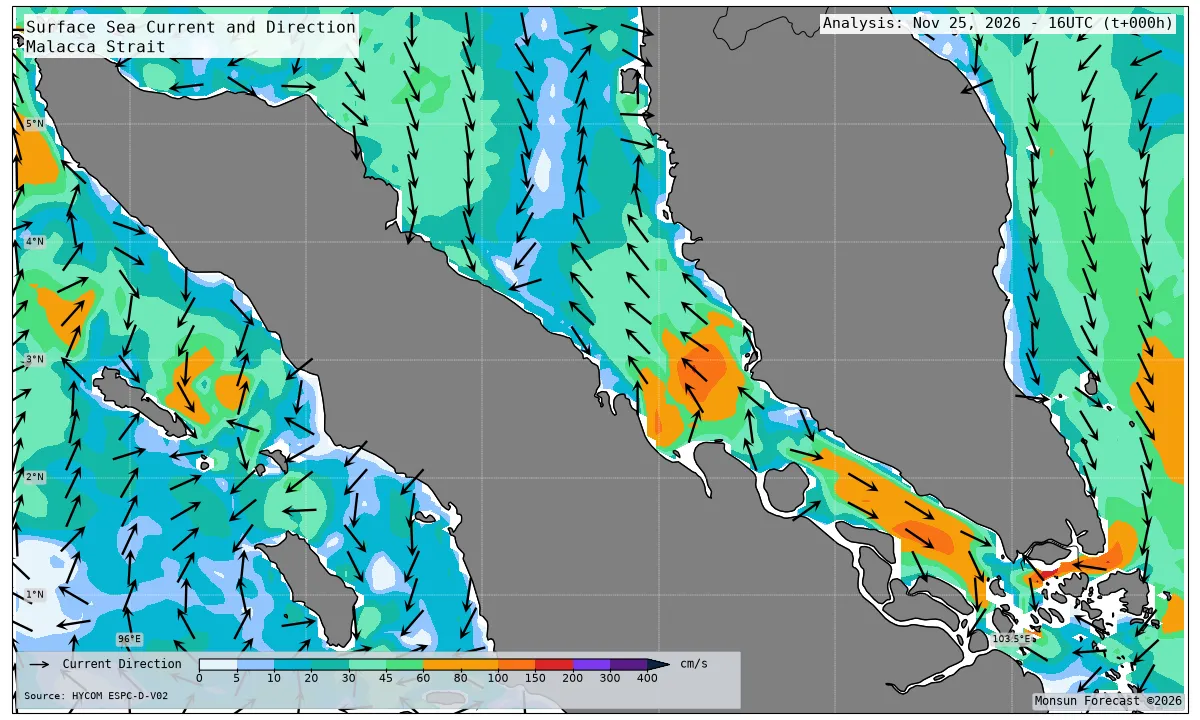 Surface Sea Current and Direction
Malacca Strait
Analysis: Nov 25, 2026 - 16UTC (t+000h)
5°N
4°N
3°N
2°N
1°N
96°E
103.5°E
Current Direction
0 5 10 20 30 45 60 80 100 150 200 300 400 cm/s
Source: HYCOM ESPC-D-V02
Monsun Forecast ©2026